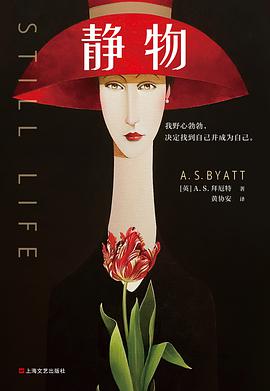 静物
STILL LIFE
我野心勃勃，
决定找到自己并成为自己。
A.S.BYATT
[英] A.S.拜厄特 著
黄协安 译
上海文艺出版社